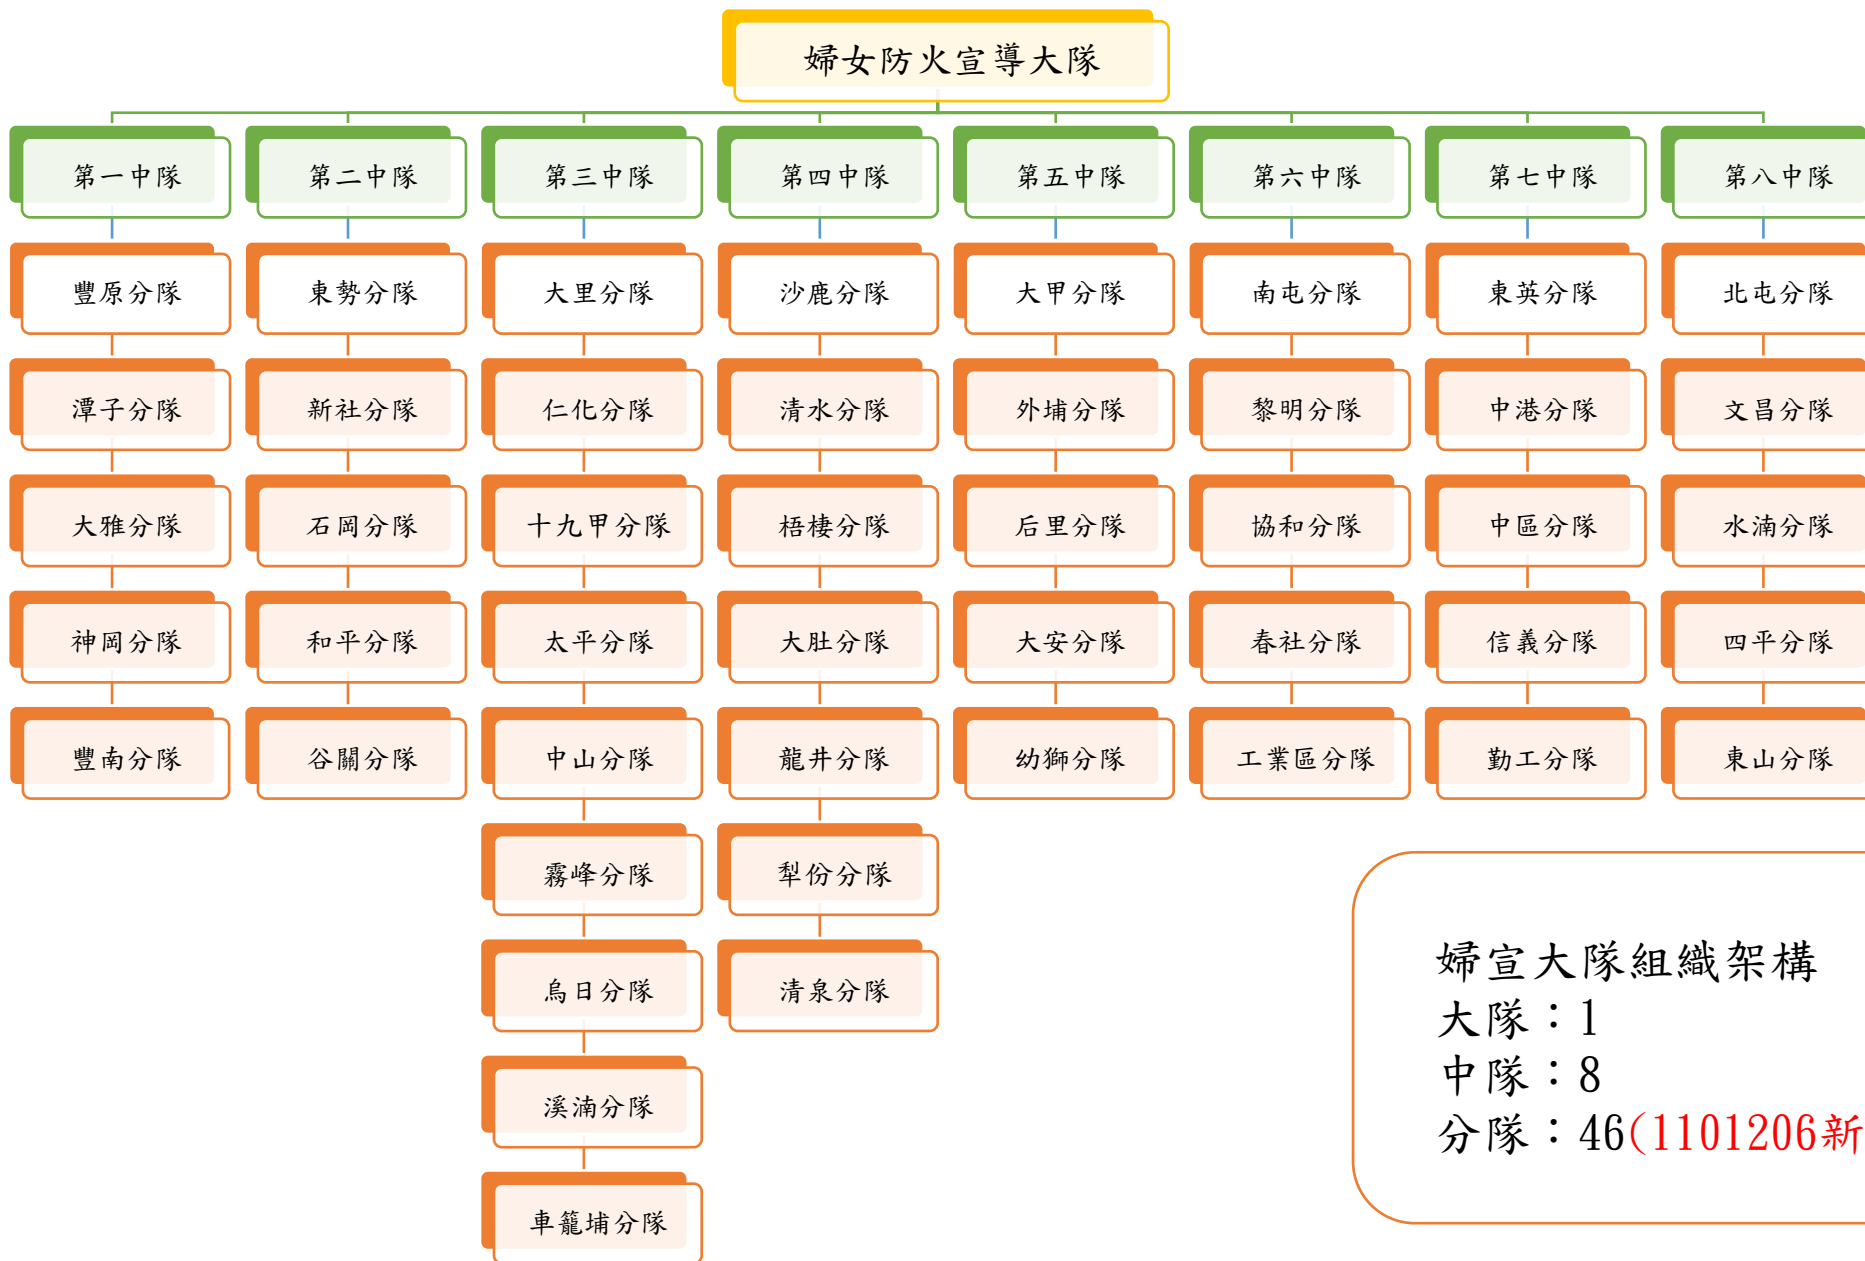 婦女防火宣導大隊
第一中隊
第二中隊
第三中隊
第四中隊
第五中隊
第六中隊
第七中隊
第八中隊
豐原分隊
東勢分隊
大里分隊
沙鹿分隊
大甲分隊
南屯分隊
東英分隊
北屯分隊
潭子分隊
新社分隊
仁化分隊
清水分隊
外埔分隊
黎明分隊
中港分隊
文昌分隊
大雅分隊
石岡分隊
十九甲分隊
梧棲分隊
后里分隊
協和分隊
中區分隊
水湳分隊
神岡分隊
和平分隊
太平分隊
大肚分隊
大安分隊
春社分隊
信義分隊
四平分隊
豐南分隊
谷關分隊
中山分隊
龍井分隊
幼獅分隊
工業區分隊
勤工分隊
東山分隊
霧峰分隊
犁份分隊
烏日分隊
清泉分隊
溪湳分隊
車籠埔分隊
婦宣大隊組織架構
大隊：1
中隊：8
分隊：46(1101206新